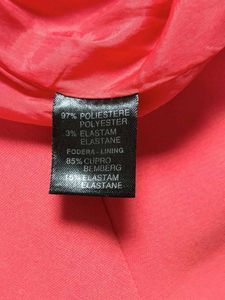 97% POLIESTERE
POLYESTER
3% ELASTAM
ELASTANE
FODERA - LINING
85% CUPRO
BEMBERG
15% ELASTAM
ELASTANE